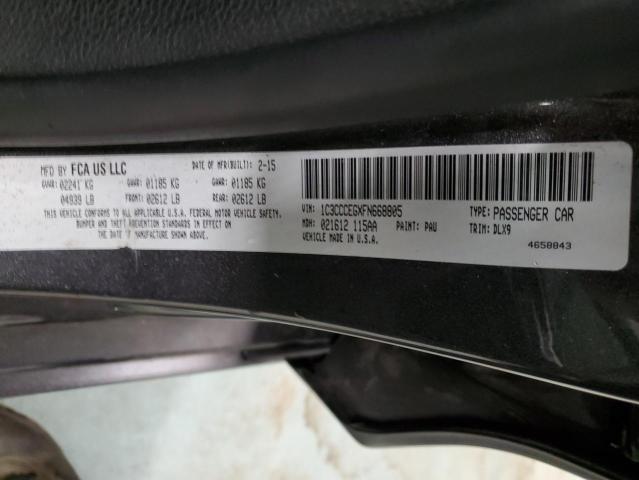 MFD BY FCA US LLC DATE OF MFR(BUILT): 2-15
GVWR: 02241 KG GAWR: 01185 KG GAWR: 01185 KG
04939 LB FRONT: 02612 LB REAR: 02612 LB
THIS VEHICLE CONFORMS TO ALL APPLICABLE U.S.A. FEDERAL MOTOR VEHICLE SAFETY,
BUMPER AND THEFT PREVENTION STANDARDS IN EFFECT ON
THE DATE OF MANUFACTURE SHOWN ABOVE.
VIN: 1C3CCCEGXFN668805 TYPE: PASSENGER CAR
MDH: 021612 115AA PAINT: PAU TRIM: DLX9
MADE IN U.S.A.
4658843